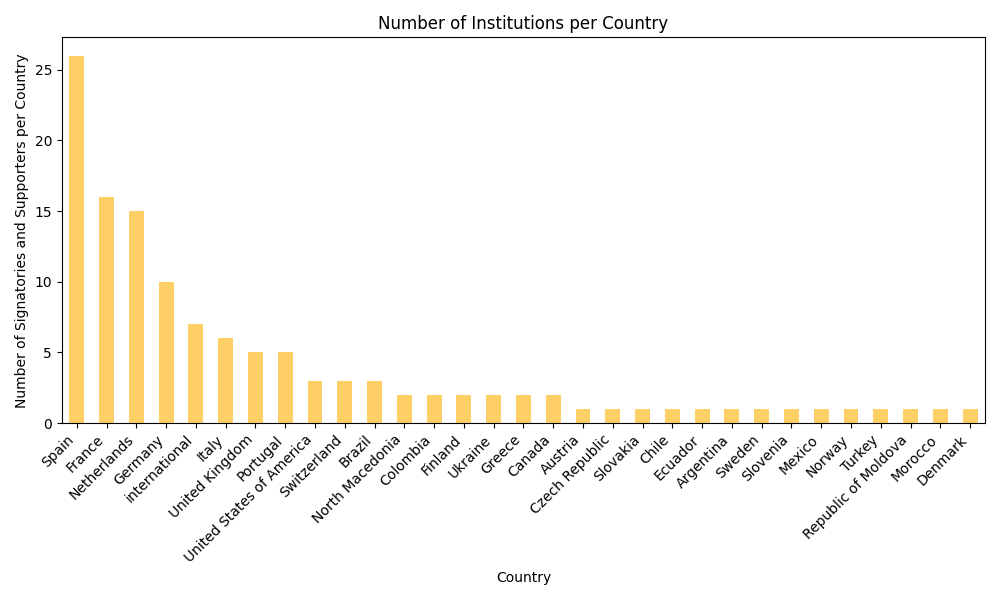 Number of Institutions per Country
Number of Signatories and Supporters per Country
25
20
15
10
5
0
Spain
France
Netherlands
Germany
international
Italy
United Kingdom
Portugal
United States of America
Switzerland
Brazil
North Macedonia
Colombia
Finland
Ukraine
Greece
Canada
Austria
Czech Republic
Slovakia
Chile
Ecuador
Argentina
Sweden
Slovenia
Mexico
Norway
Turkey
Republic of Moldova
Morocco
Denmark
Country